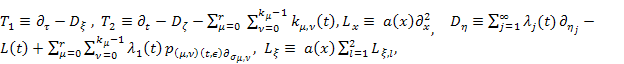 T₁ ≡ ∂_τ − D_ξ , T₂ ≡ ∂_t − D_ζ − ∑_{μ=0}^{r} ∑_{ν=0}^{k_μ−1} k_{μ,ν}(t), L_x ≡ a(x)∂_x^2, D_η ≡ ∑_{j=1}^{∞} λ_j(t) ∂_{η_j} −
L(t) + ∑_{μ=0}^{r} ∑_{ν=0}^{k_μ−1} λ_1(t) p_{(μ,ν)(t,ϵ)} ∂_{σ_{μ,ν}}, L_ξ ≡ a(x) ∑_{l=1}^{2} L_{ξ,l},